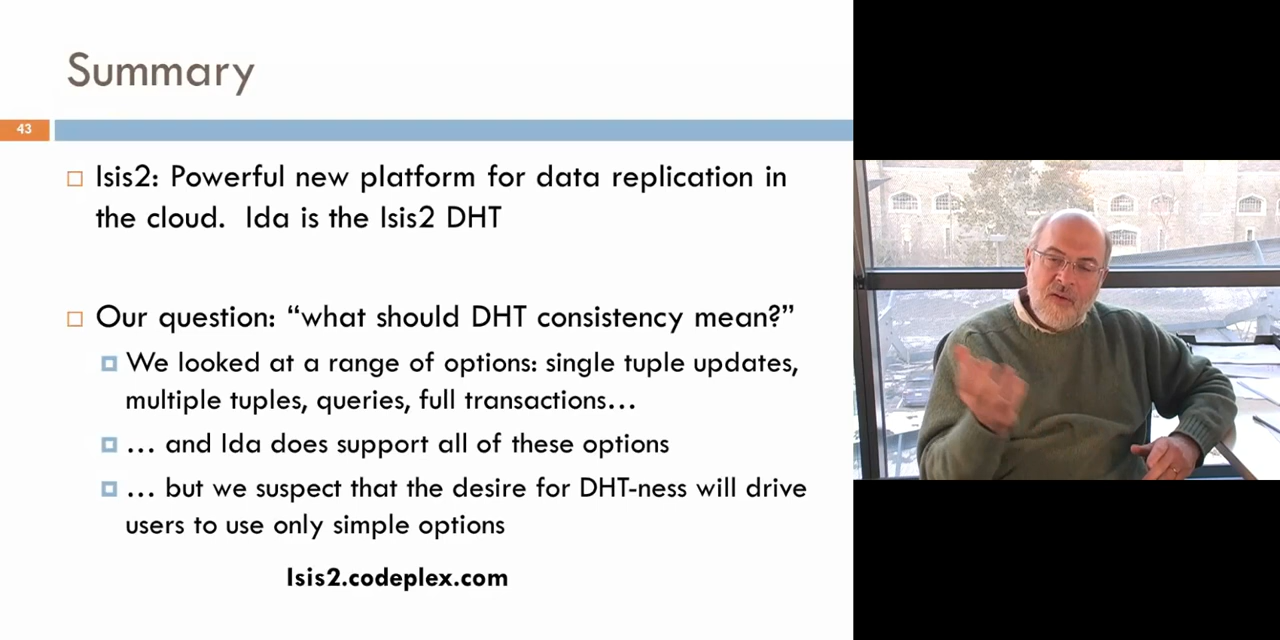 Summary
43
Isis2: Powerful new platform for data replication in
the cloud.  Ida is the Isis2 DHT
Our question: “what should DHT consistency mean?”
We looked at a range of options: single tuple updates,
multiple tuples, queries, full transactions…
… and Ida does support all of these options
… but we suspect that the desire for DHT-ness will drive
users to use only simple options
Isis2.codeplex.com